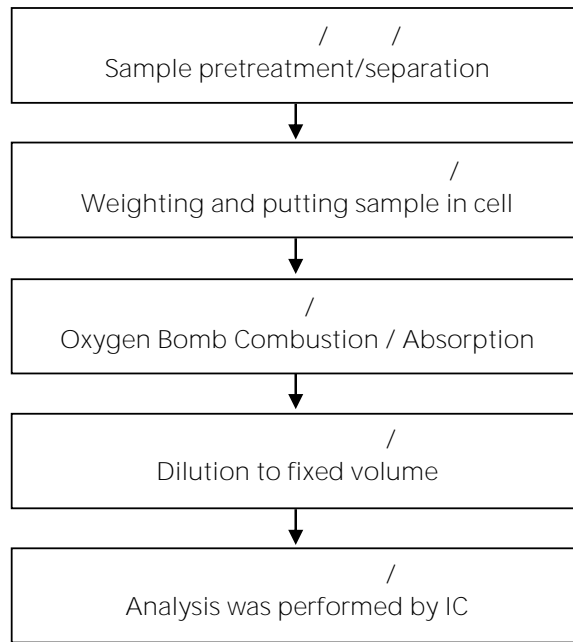 / /
Sample pretreatment/separation
/
Weighting and putting sample in cell
/
Oxygen Bomb Combustion / Absorption
/
Dilution to fixed volume
/
Analysis was performed by IC